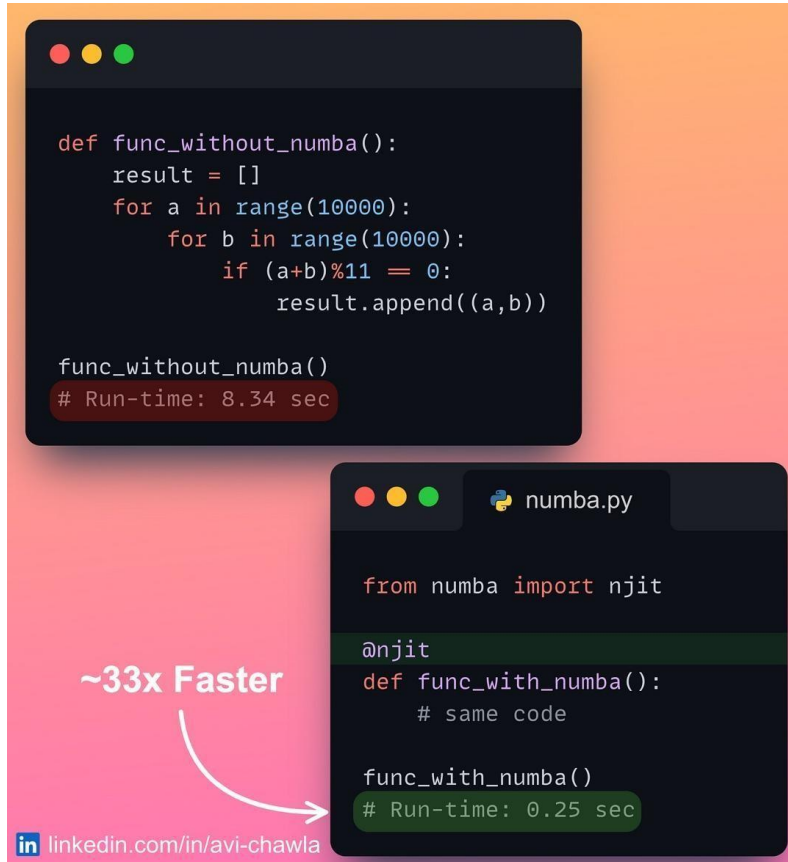 def func_without_numba():
    result = []
    for a in range(10000):
        for b in range(10000):
            if (a+b)%11 == 0:
                result.append((a,b))
func_without_numba()
# Run-time: 8.34 sec
numba.py
from numba import njit
@njit
def func_with_numba():
    # same code
func_with_numba()
# Run-time: 0.25 sec
~33x Faster
in linkedin.com/in/avi-chawla